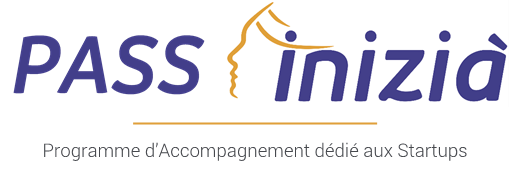 PASS inizià
Programme d'Accompagnement dédié aux Startups